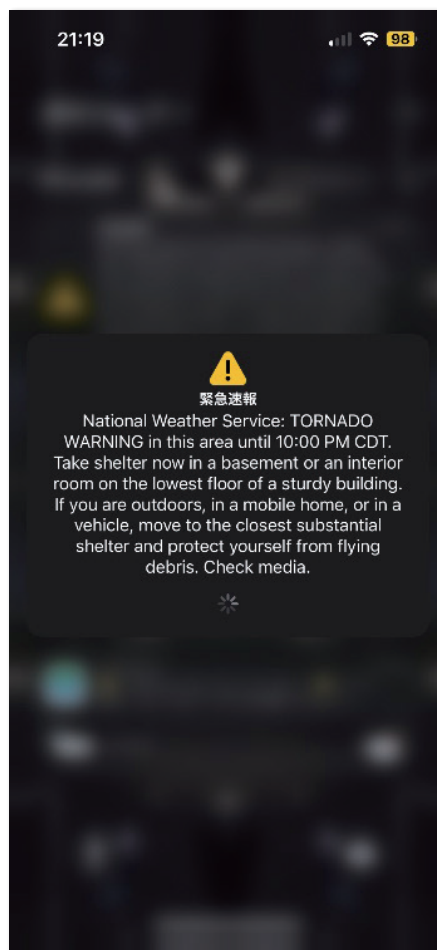 21:19
98
緊急速報
National Weather Service: TORNADO
WARNING in this area until 10:00 PM CDT.
Take shelter now in a basement or an interior
room on the lowest floor of a sturdy building.
If you are outdoors, in a mobile home, or in a
vehicle, move to the closest substantial
shelter and protect yourself from flying
debris. Check media.